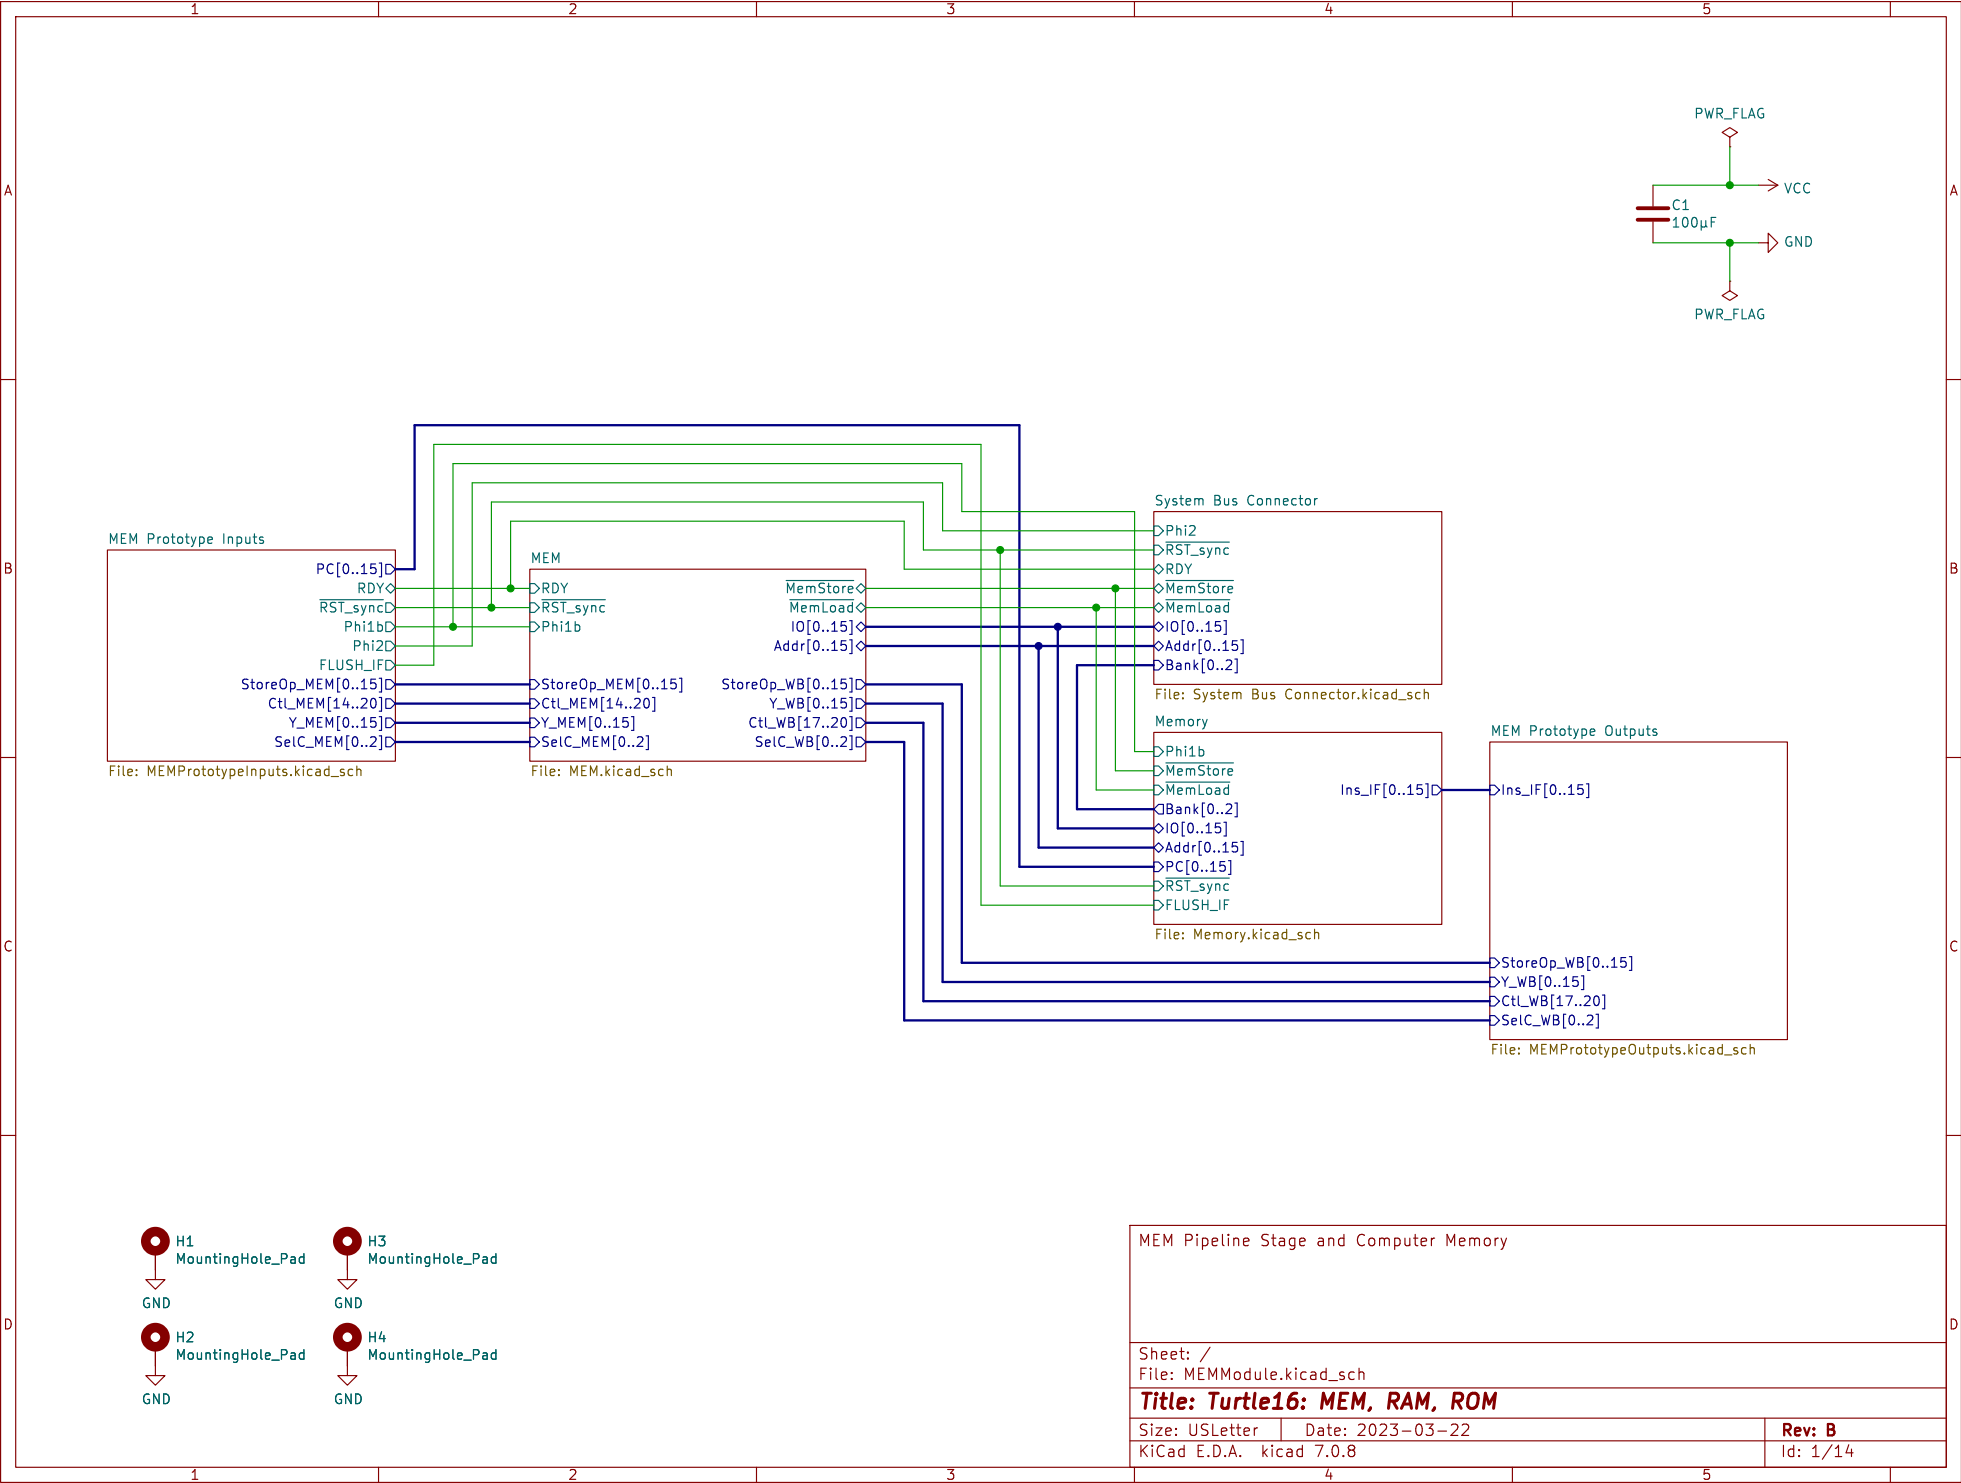 1 2 3 4 5
A A
B B
C C
D D
PWR_FLAG
VCC
C1
100µF
GND
PWR_FLAG
MEM Prototype Inputs
PC[0..15]
RDY
RST_sync
Phi1b
Phi2
FLUSH_IF
StoreOp_MEM[0..15]
Ctl_MEM[14..20]
Y_MEM[0..15]
SelC_MEM[0..2]
File: MEMPrototypeInputs.kicad_sch
MEM
RDY
RST_sync
Phi1b
StoreOp_MEM[0..15]
Ctl_MEM[14..20]
Y_MEM[0..15]
SelC_MEM[0..2]
MemStore
MemLoad
IO[0..15]
Addr[0..15]
StoreOp_WB[0..15]
Y_WB[0..15]
Ctl_WB[17..20]
SelC_WB[0..2]
File: MEM.kicad_sch
System Bus Connector
Phi2
RST_sync
RDY
MemStore
MemLoad
IO[0..15]
Addr[0..15]
Bank[0..2]
File: System Bus Connector.kicad_sch
Memory
Phi1b
MemStore
MemLoad
Bank[0..2]
IO[0..15]
Addr[0..15]
PC[0..15]
RST_sync
FLUSH_IF
Ins_IF[0..15]
File: Memory.kicad_sch
MEM Prototype Outputs
Ins_IF[0..15]
StoreOp_WB[0..15]
Y_WB[0..15]
Ctl_WB[17..20]
SelC_WB[0..2]
File: MEMPrototypeOutputs.kicad_sch
H1
MountingHole_Pad
GND
H3
MountingHole_Pad
GND
H2
MountingHole_Pad
GND
H4
MountingHole_Pad
GND
MEM Pipeline Stage and Computer Memory
Sheet: /
File: MEMModule.kicad_sch
Title: Turtle16: MEM, RAM, ROM
Size: USLetter Date: 2023-03-22 Rev: B
KiCad E.D.A. kicad 7.0.8 Id: 1/14
1 2 3 4 5